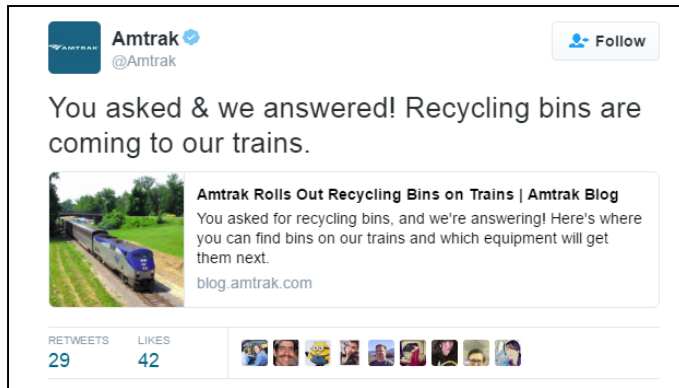 AMTRAK
Amtrak
@Amtrak
Follow
You asked & we answered! Recycling bins are
coming to our trains.
Amtrak Rolls Out Recycling Bins on Trains | Amtrak Blog
You asked for recycling bins, and we're answering! Here's where
you can find bins on our trains and which equipment will get
them next.
blog.amtrak.com
RETWEETS LIKES
29 42